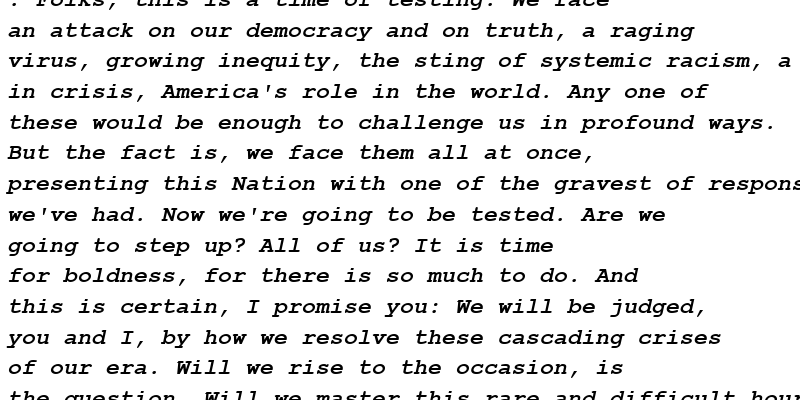 . Folks, this is a time of testing. We face
an attack on our democracy and on truth, a raging
virus, growing inequity, the sting of systemic racism, a
in crisis, America's role in the world. Any one of
these would be enough to challenge us in profound ways.
But the fact is, we face them all at once,
presenting this Nation with one of the gravest of respons
we've had. Now we're going to be tested. Are we
going to step up? All of us? It is time
for boldness, for there is so much to do. And
this is certain, I promise you: We will be judged,
you and I, by how we resolve these cascading crises
of our era. Will we rise to the occasion, is
the question. Will we master this rare and difficult hour